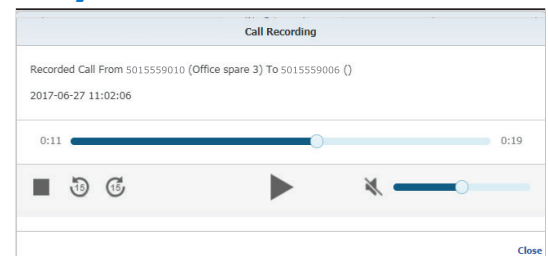 Call Recording
Recorded Call From 5015559010 (Office spare 3) To 5015559006 ()
2017-06-27 11:02:06
0:11 0:19
15 15
Close